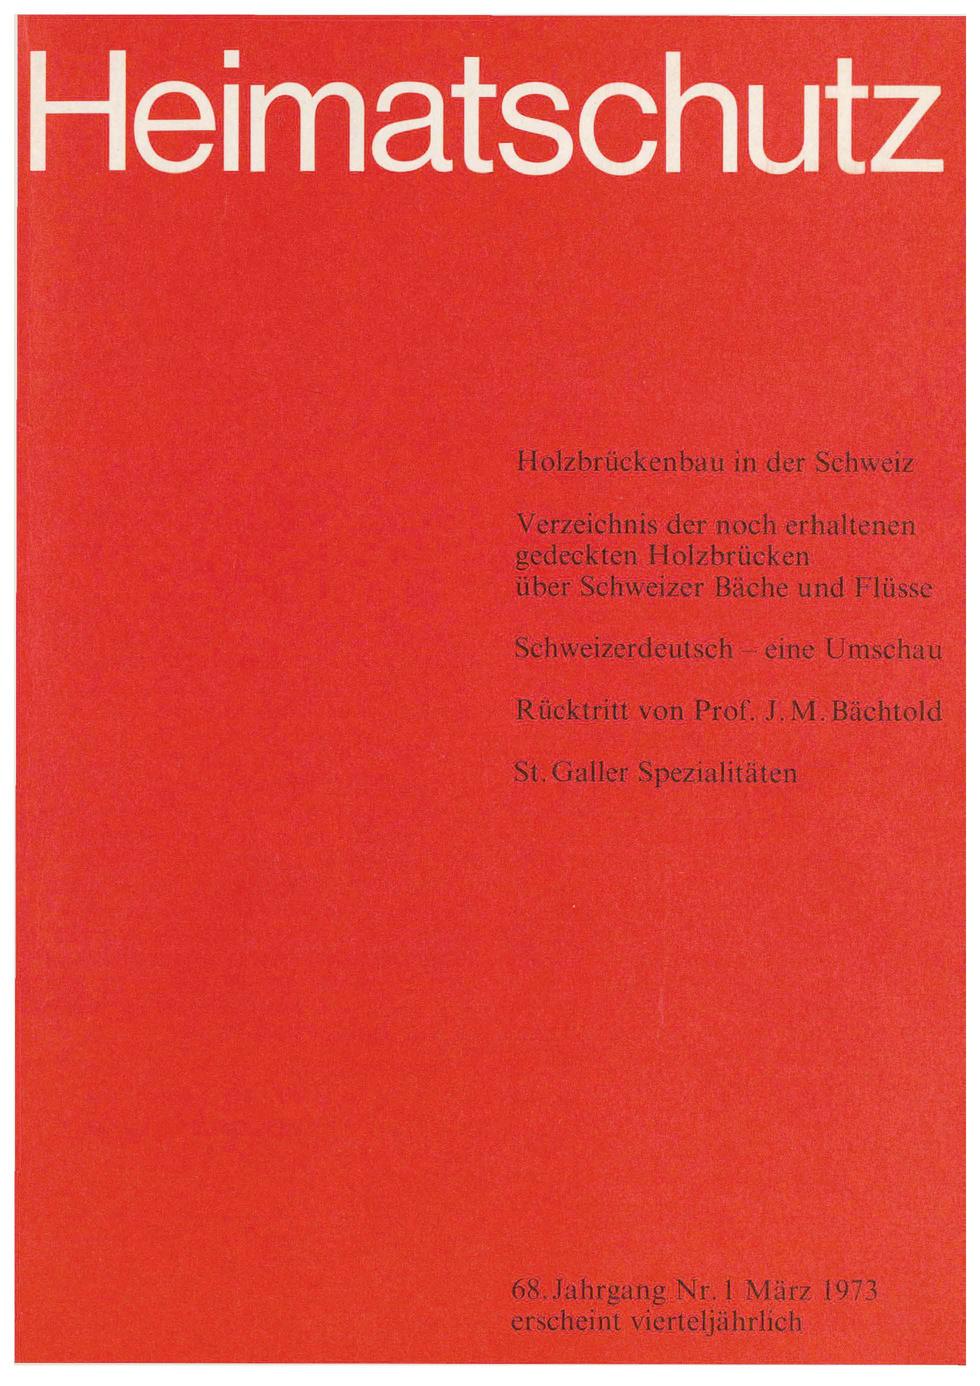 Heimatschutz
Holzbrückenbau in der Schweiz
Verzeichnis der noch erhaltenen
gedeckten Holzbrücken
über Schweizer Bäche und Flüsse
Schweizerdeutsch – eine Umschau
Rücktritt von Prof. J. M. Bächtold
St. Galler Spezialitäten
68. Jahrgang Nr. 1 März 1973
erscheint vierteljährlich